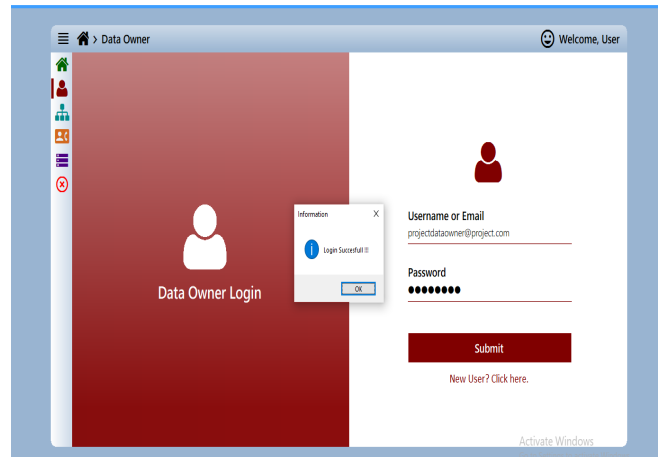 > Data Owner
Welcome, User
Information X
Login Succesfull !!!
OK
Data Owner Login
Username or Email
projectdataowner@project.com
Password
●●●●●●●●
Submit
New User? Click here.
Activate Windows